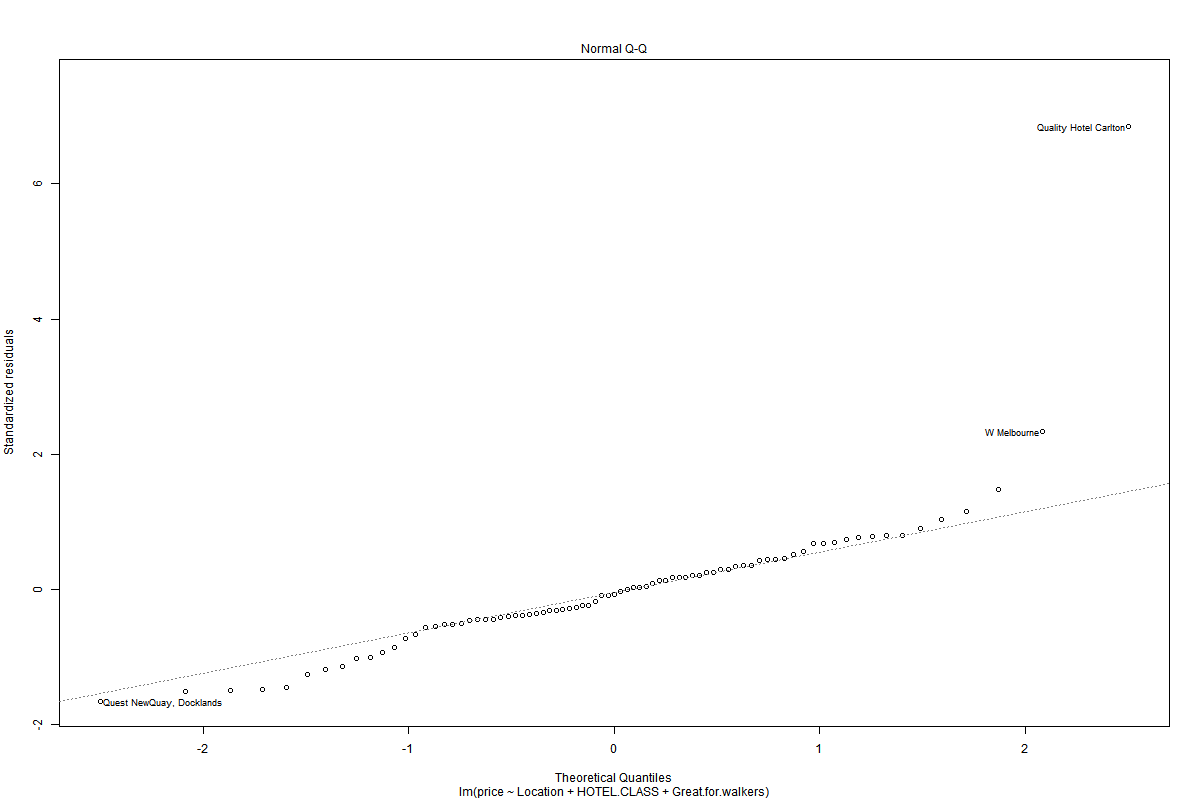 Normal Q-Q
Quality Hotel Carlton
6
4
Standardized residuals
W Melbourne
2
0
Quest NewQuay, Docklands
-2
-2
-1
0
1
2
Theoretical Quantiles
lm(price ~ Location + HOTEL.CLASS + Great.for.walkers)